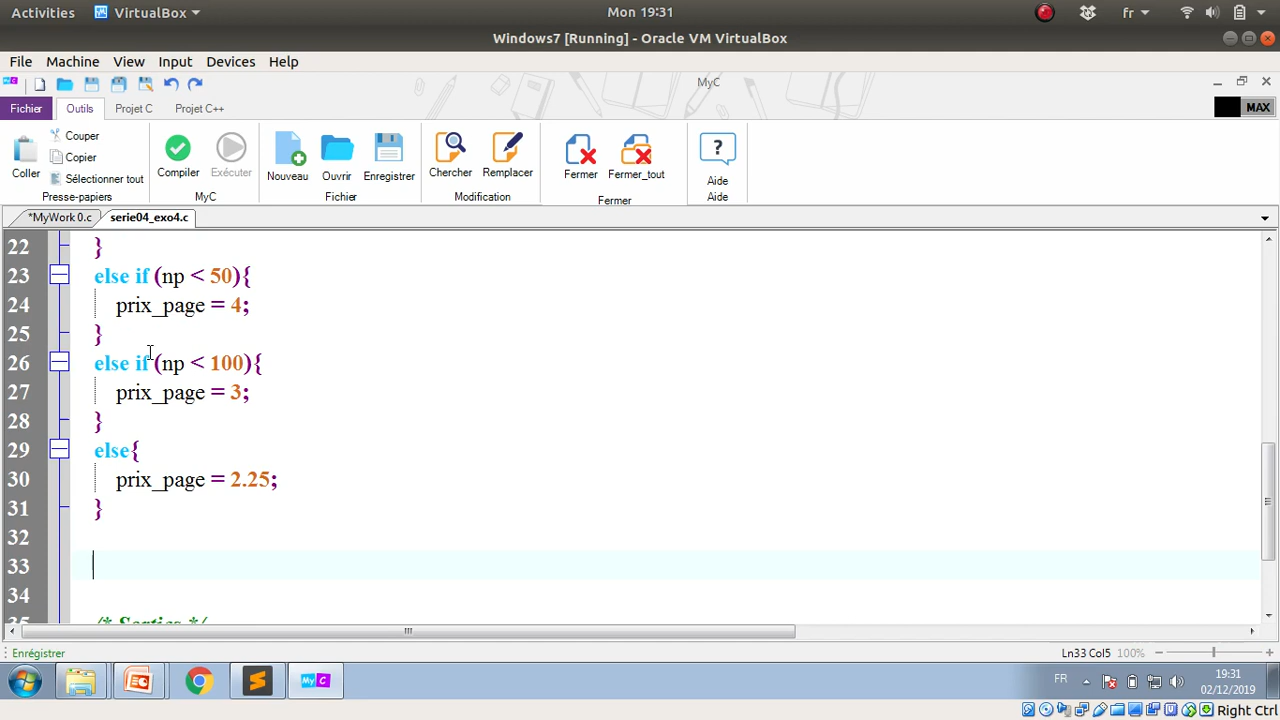 Activities VirtualBox Mon 19:31 fr
Windows7 [Running] - Oracle VM VirtualBox
File Machine View Input Devices Help
MyC
Fichier Outils Projet C Projet C++ MAX
Coller Couper Copier Sélectionner tout
Compiler Exécuter Nouveau Ouvrir Enregistrer Chercher Remplacer Fermer Fermer_tout Aide
Presse-papiers MyC Fichier Modification Fermer Aide
*MyWork 0.c serie04_exo4.c
22 }
23 else if (np < 50){
24 prix_page = 4;
25 }
26 else if (np < 100){
27 prix_page = 3;
28 }
29 else{
30 prix_page = 2.25;
31 }
32
33
34
35 /* Sorties */
Enrégistrer Ln33 Col5 100%
FR 19:31
02/12/2019
Right Ctrl